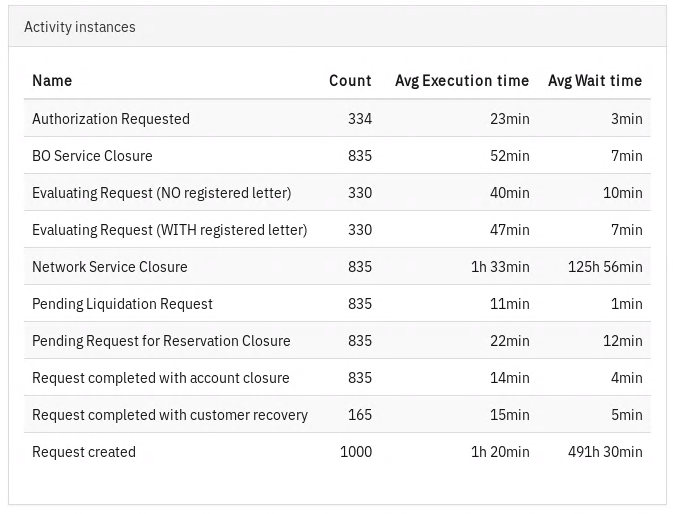 Activity instances
Name Count Avg Execution time Avg Wait time
Authorization Requested 334 23min 3min
BO Service Closure 835 52min 7min
Evaluating Request (NO registered letter) 330 40min 10min
Evaluating Request (WITH registered letter) 330 47min 7min
Network Service Closure 835 1h 33min 125h 56min
Pending Liquidation Request 835 11min 1min
Pending Request for Reservation Closure 835 22min 12min
Request completed with account closure 835 14min 4min
Request completed with customer recovery 165 15min 5min
Request created 1000 1h 20min 491h 30min